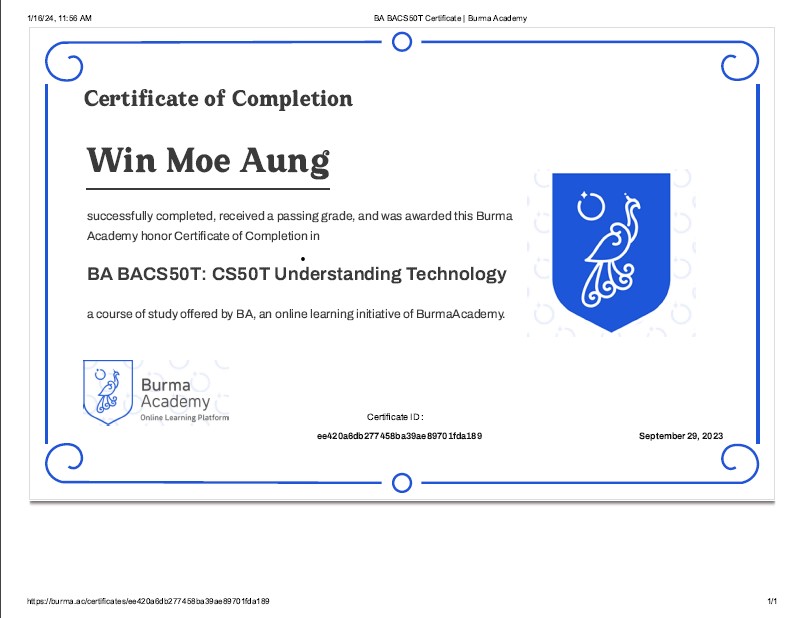 1/16/24, 11:56 AM
BA BACS50T Certificate | Burma Academy
Certificate of Completion
Win Moe Aung
successfully completed, received a passing grade, and was awarded this Burma
Academy honor Certificate of Completion in
BA BACS50T: CS50T Understanding Technology
a course of study offered by BA, an online learning initiative of BurmaAcademy.
Burma
Academy
Online Learning Platform
Certificate ID:
ee420a6db277458ba39ae89701fda189
September 29, 2023
https://burma.ac/certificates/ee420a6db277458ba39ae89701fda189
1/1